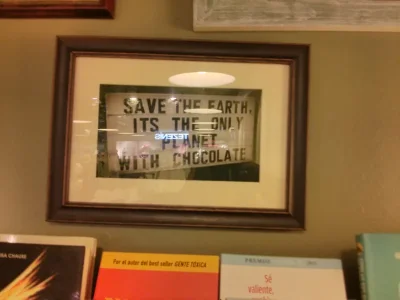 SAVE THE EARTH,
ITS THE ONLY
PLANET
WITH CHOCOLATE
Por el autor del best seller GENTE TÓXICA
Sé
valiente,